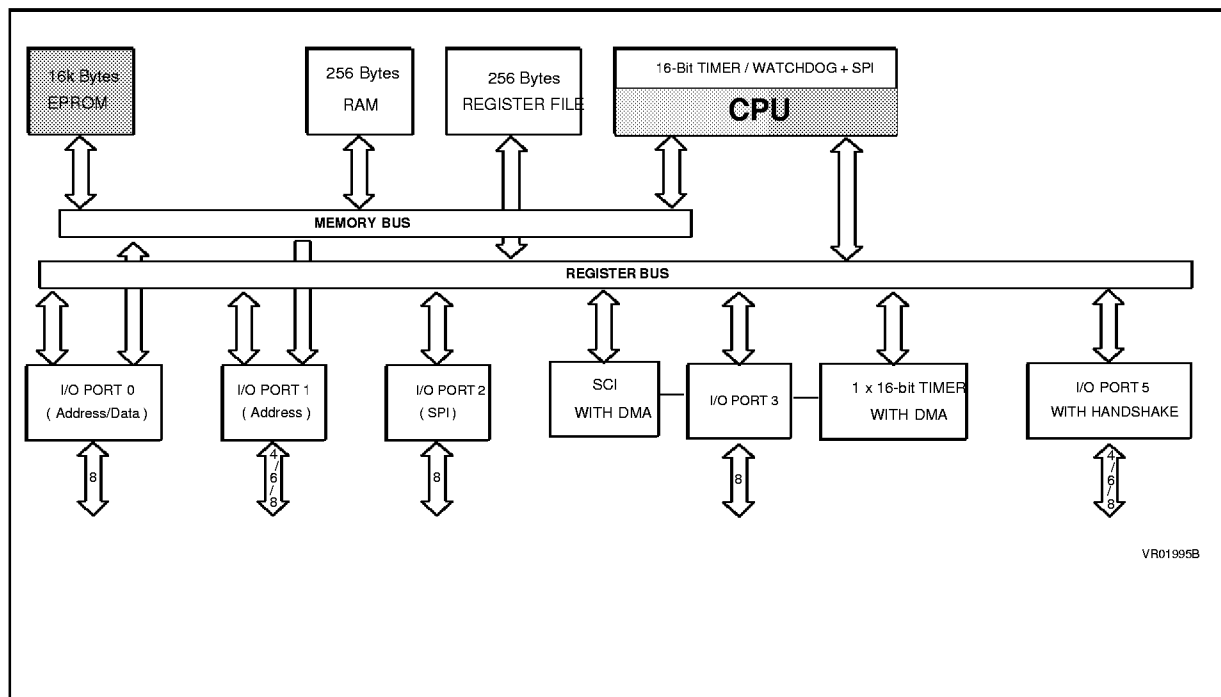 16k Bytes
EPROM
256 Bytes
RAM
256 Bytes
REGISTER FILE
16-Bit TIMER / WATCHDOG + SPI
CPU
MEMORY BUS
REGISTER BUS
I/O PORT 0
( Address/Data )
I/O PORT 1
( Address )
I/O PORT 2
(SPI)
SCI
WITH DMA
I/O PORT 3
1 x 16-bit TIMER
WITH DMA
I/O PORT 5
WITH HANDSHAKE
8
4/6/8
8
8
4/6/8
VR01995B